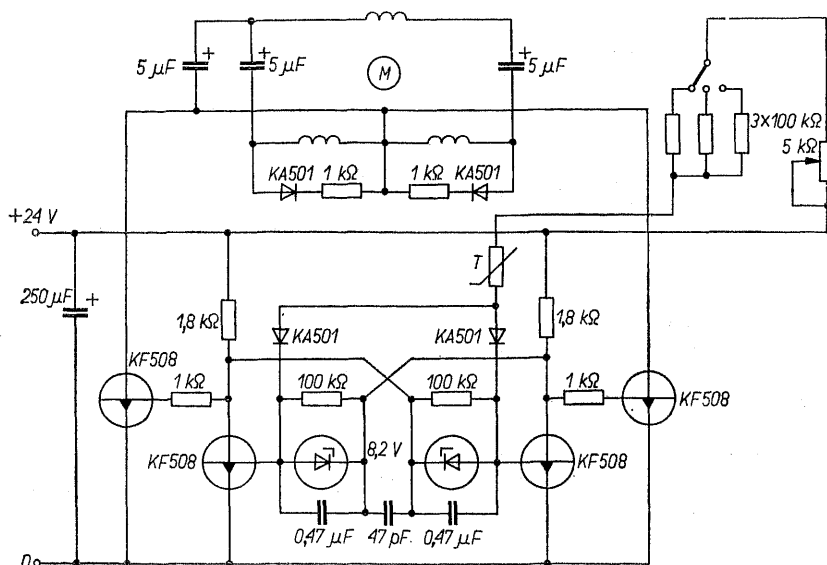 5 µF
+
+
5 µF
M
+
5 µF
3×100 kΩ
5 kΩ
KA501
1 kΩ
1 kΩ
KA501
+24 V
T
250 µF
+
1,8 kΩ
KA501
KA501
1,8 kΩ
KF508
1 kΩ
100 kΩ
100 kΩ
1 kΩ
KF508
KF508
8,2 V
KF508
0,47 µF
47 pF
0,47 µF
0